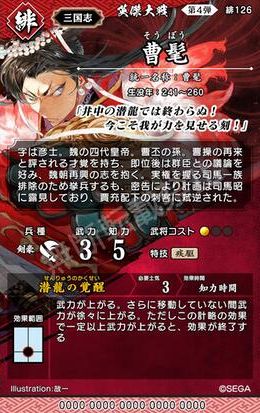 緋 三国志 英傑大戦 第4弾 緋126
そう ぼう
曹髦
統一名称：曹髦
生没年：241～260
「井中の潜龍では終わらぬ！
今こそ我が力を見せる刻！」
字は彦士。魏の四代皇帝。曹丕の孫。曹操の再来
と評される才覚を持ち、即位後は群臣との議論を
好み、魏朝再興の志を抱く。実権を握る司馬一族
排除のため挙兵するも、密告により計画は司馬昭
に露見しており、賈充配下の刺客に弑逆された。
兵種 武力 知力 武将コスト
剣豪 3 5 特技 疾駆
せんりゅうのかくせい 必要士気 効果時間
潜龍の覚醒 3 知力時間
効果範囲
武力が上がる。さらに移動していない間武
力が徐々に上がる。ただしこの計略の効果
で一定以上武力が上がると、効果が終了す
る
Illustration:故一 ©SEGA
0000-0000-0000-0000-0000